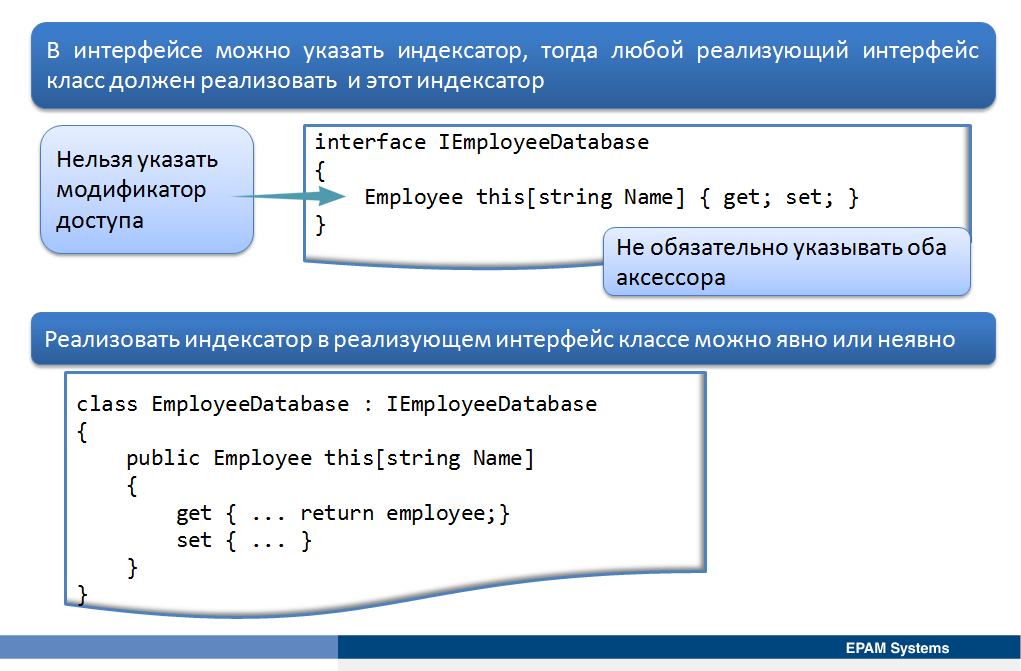 В интерфейсе можно указать индексатор, тогда любой реализующий интерфейс
класс должен реализовать и этот индексатор
Нельзя указать
модификатор
доступа
interface IEmployeeDatabase
{
Employee this[string Name] { get; set; }
}
Не обязательно указывать оба
аксессора
Реализовать индексатор в реализующем интерфейс классе можно явно или неявно
class EmployeeDatabase : IEmployeeDatabase
{
public Employee this[string Name]
{
get { ... return employee;}
set { ... }
}
}
EPAM Systems